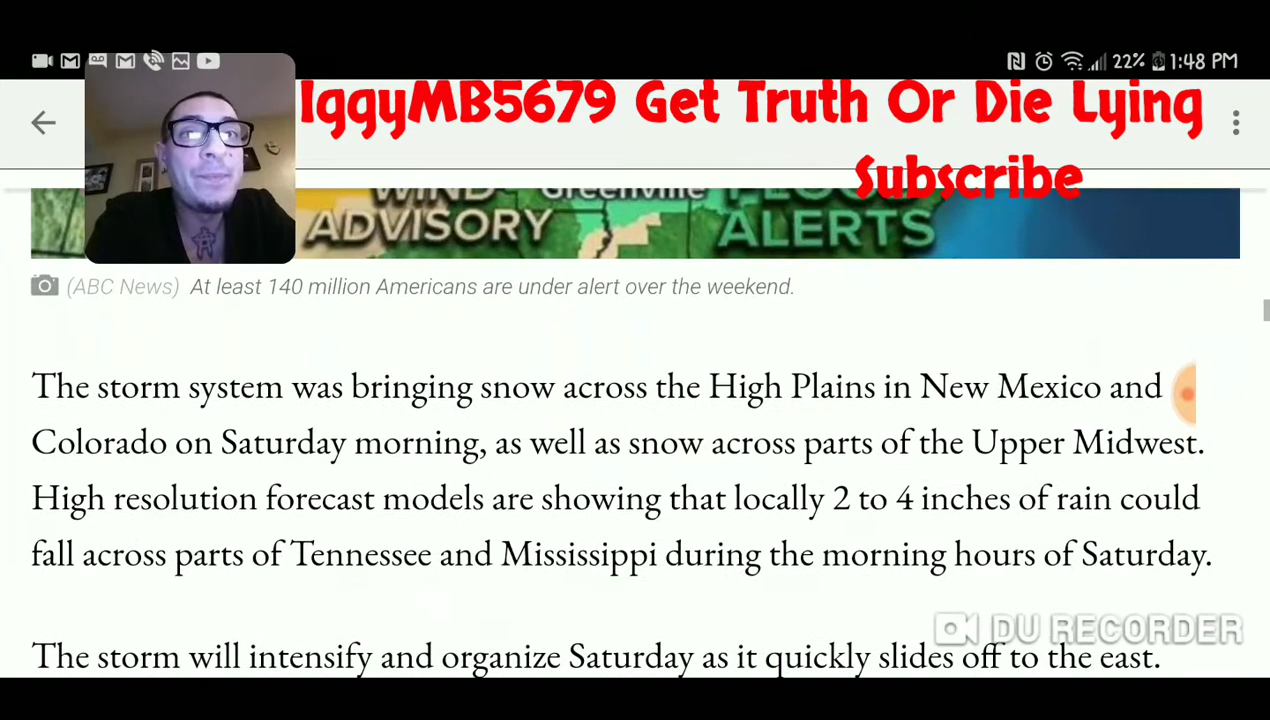 22% 1:48 PM
IggyMB5679 Get Truth Or Die Lying
Subscribe
WIND Greenville FLOOD
ADVISORY ALERTS
(ABC News) At least 140 million Americans are under alert over the weekend.
The storm system was bringing snow across the High Plains in New Mexico and
Colorado on Saturday morning, as well as snow across parts of the Upper Midwest.
High resolution forecast models are showing that locally 2 to 4 inches of rain could
fall across parts of Tennessee and Mississippi during the morning hours of Saturday.
DU RECORDER
The storm will intensify and organize Saturday as it quickly slides off to the east.